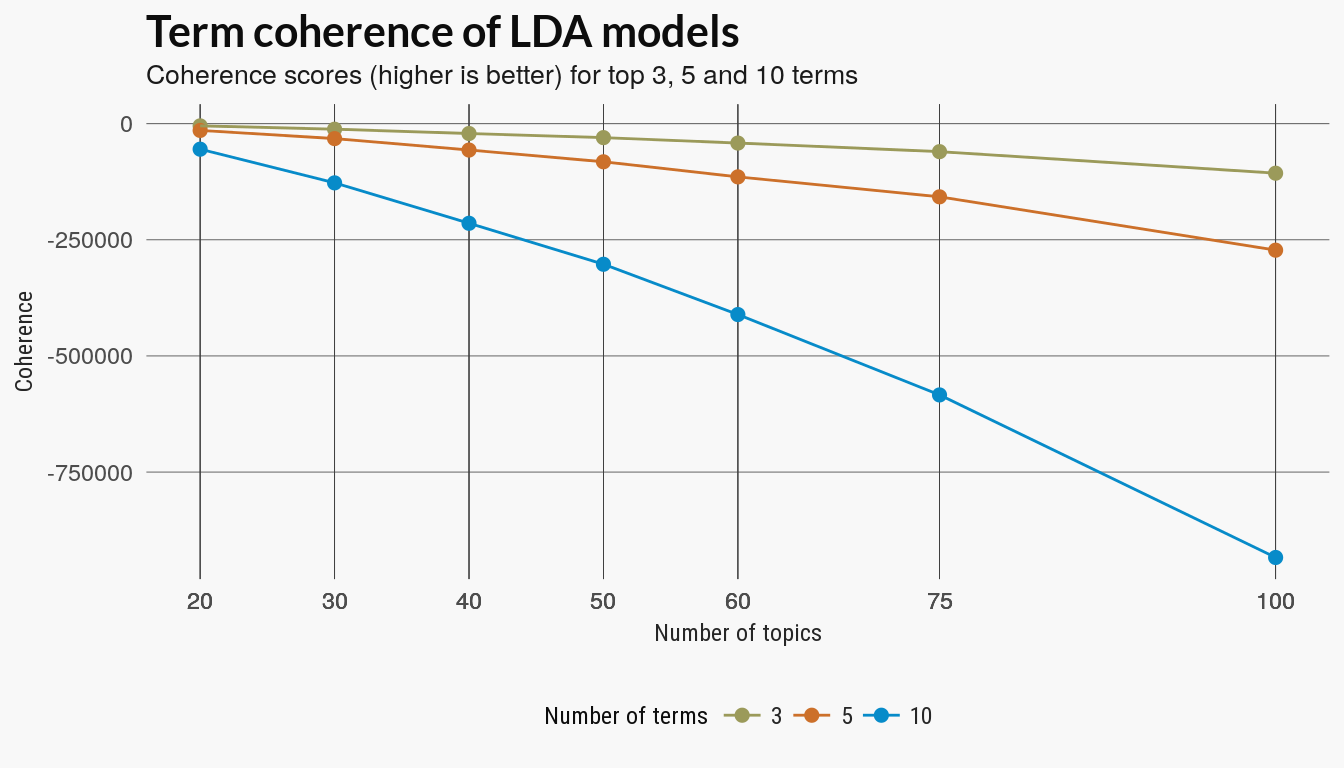 Term coherence of LDA models
Coherence scores (higher is better) for top 3, 5 and 10 terms
0
-250000
-500000
-750000
Coherence
20 30 40 50 60 75 100
Number of topics
Number of terms 3 5 10